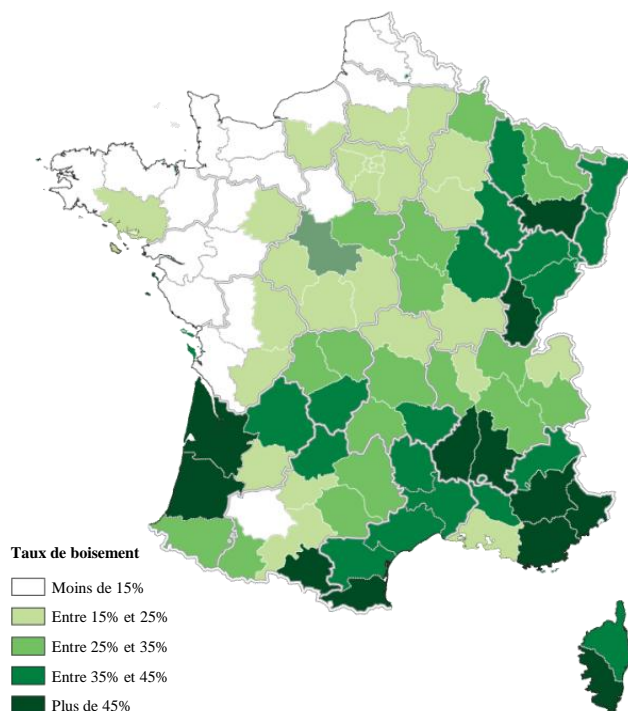 Taux de boisement
Moins de 15%
Entre 15% et 25%
Entre 25% et 35%
Entre 35% et 45%
Plus de 45%